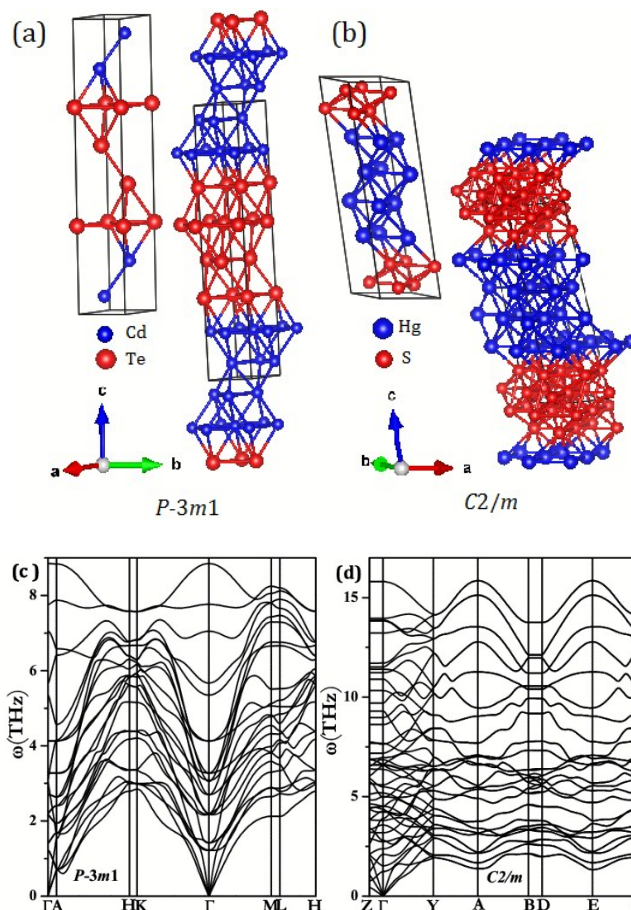 (a)
(b)
Cd
Te
Hg
S
c
a
b
c
b
a
P-3m1
C2/m
(c)
(d)
ω(THz)
8
6
4
2
0
P-3m1
Γ A H K Γ M L H
ω(THz)
15
10
5
0
C2/m
Z Γ Y A B D E